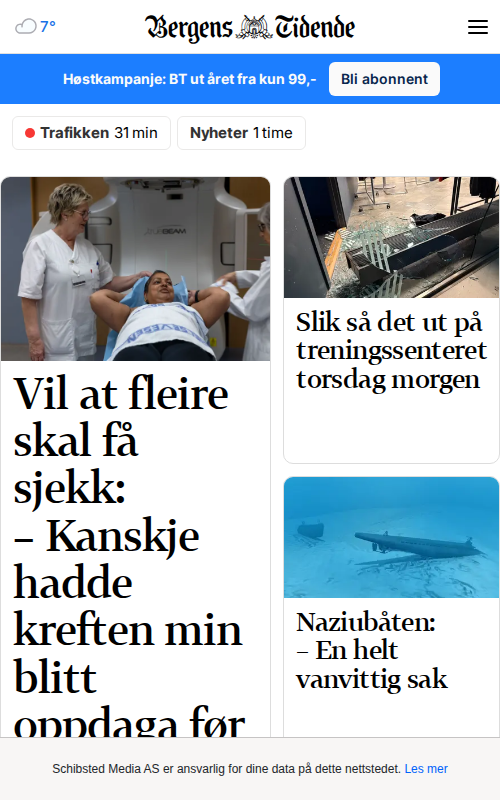 7°
Bergens Tidende
Høstkampanje: BT ut året fra kun 99,-
Bli abonnent
Trafikken 31 min
Nyheter 1 time
TRUEBEAM
Vil at fleire
skal få
sjekk:
– Kanskje
hadde
kreften min
blitt
oppdaga før
Slik så det ut på
treningssenteret
torsdag morgen
Naziubåten:
– En helt
vanvittig sak
Schibsted Media AS er ansvarlig for dine data på dette nettstedet. Les mer